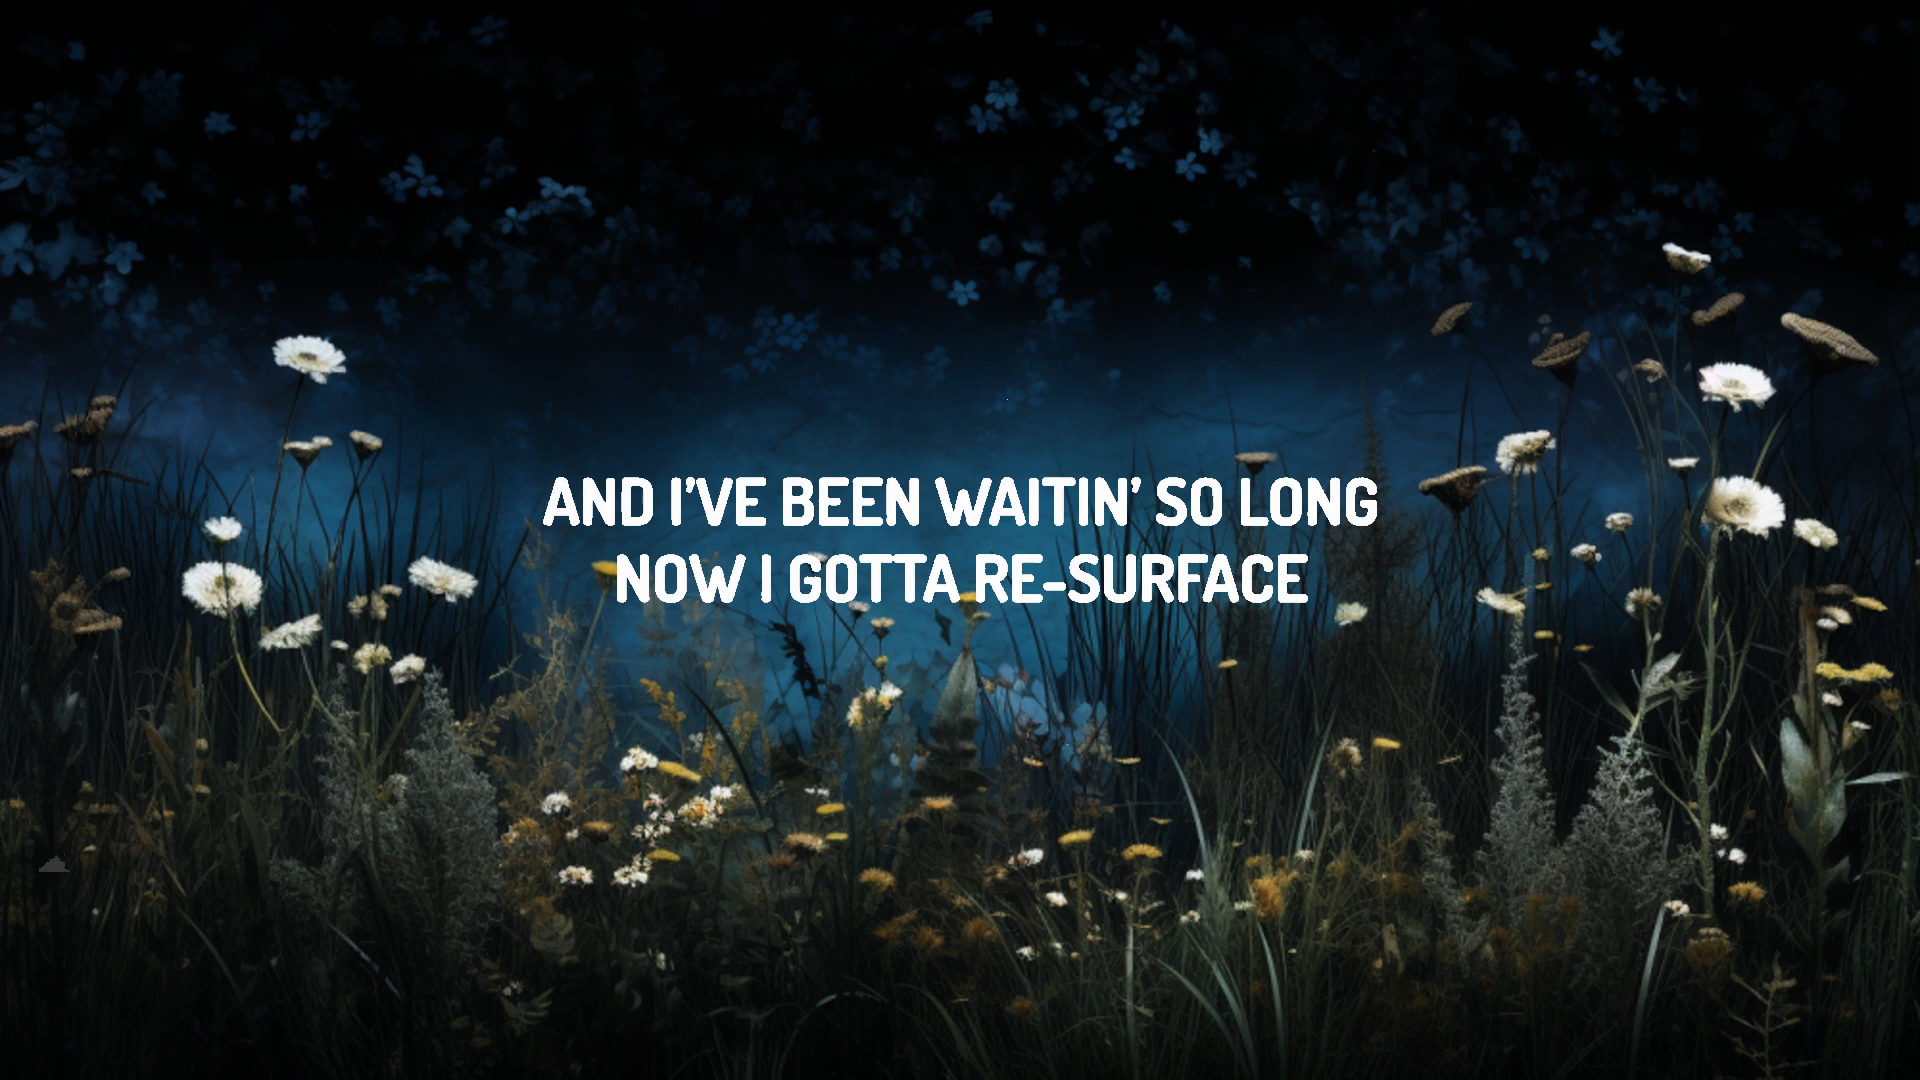 AND I’VE BEEN WAITIN’ SO LONG
NOW I GOTTA RE-SURFACE